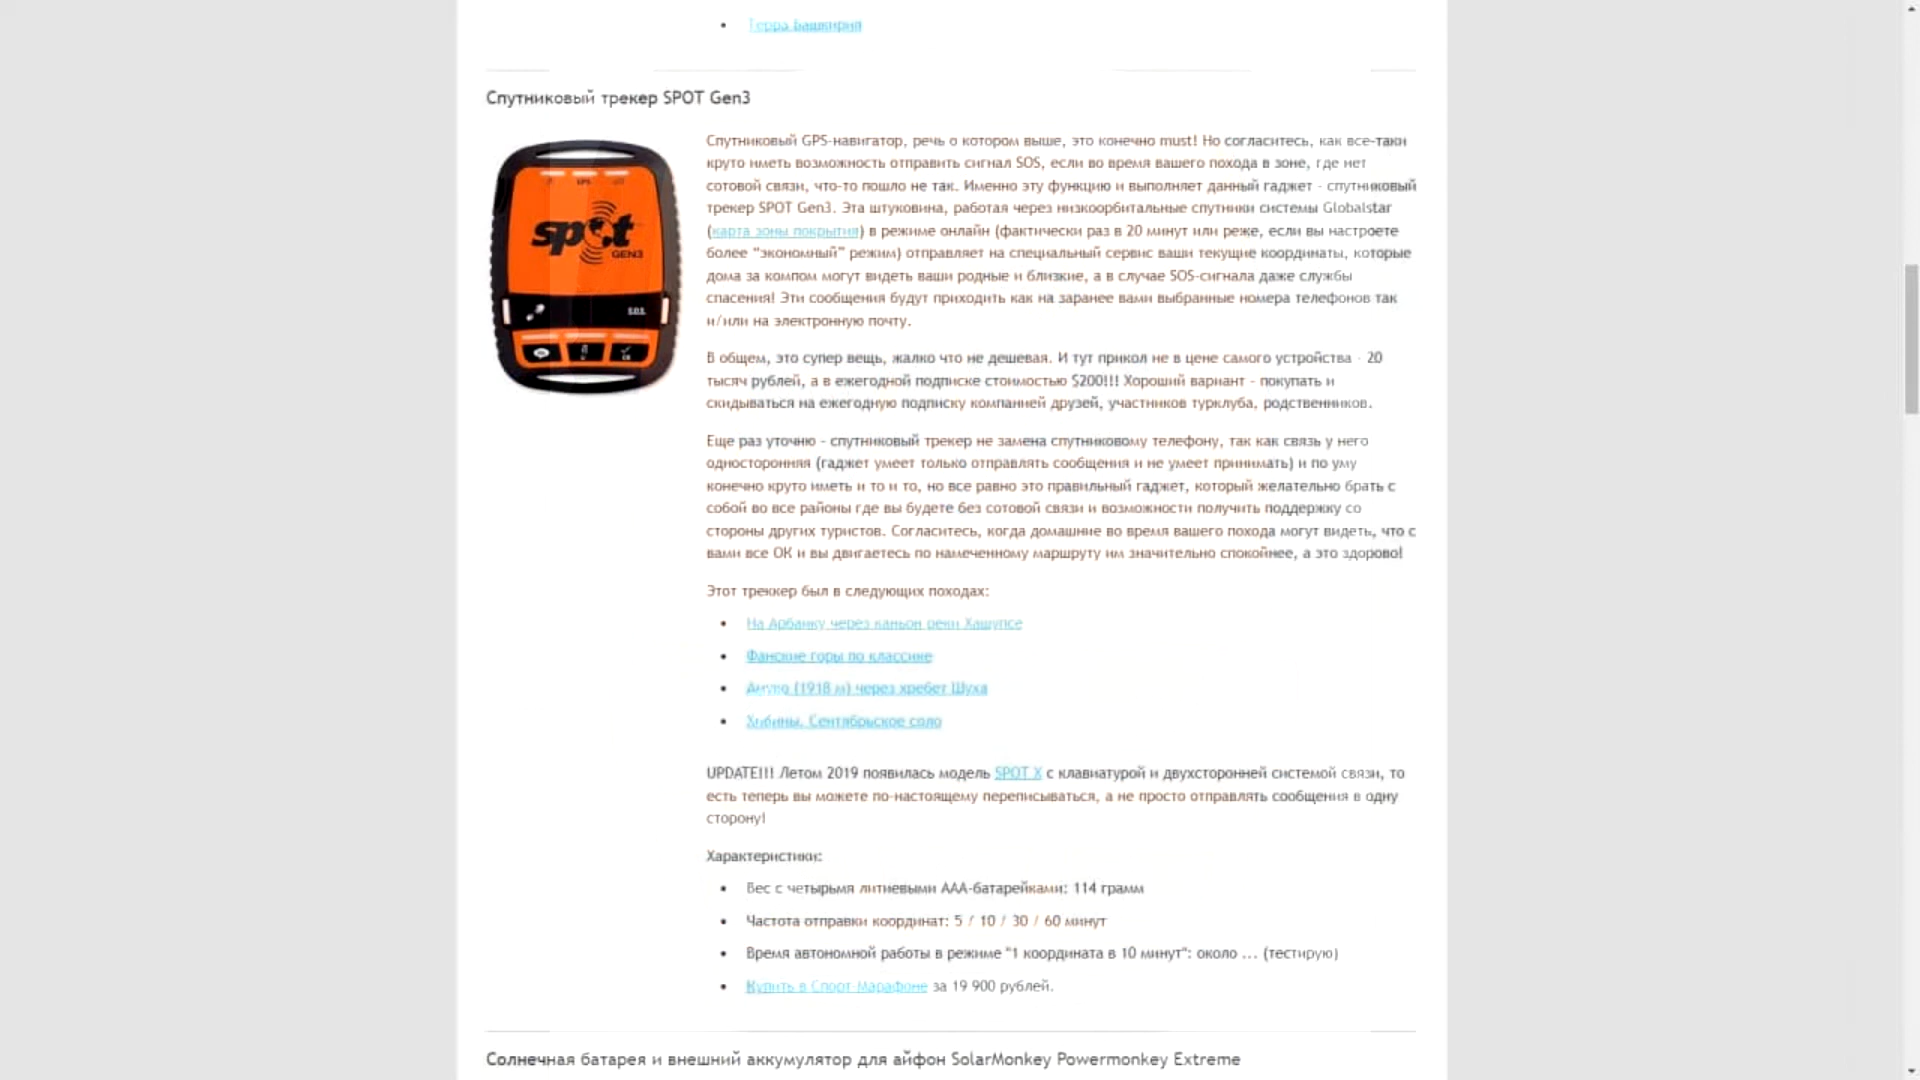 Терра Башкирия
Спутниковый трекер SPOT Gen3
spot
GEN3
S.O.S.
Спутниковый GPS-навигатор, речь о котором выше, это конечно must! Но согласитесь, как все-таки
круто иметь возможность отправить сигнал SOS, если во время вашего похода в зоне, где нет
сотовой связи, что-то пошло не так. Именно эту функцию и выполняет данный гаджет - спутниковый
трекер SPOT Gen3. Эта штуковина, работая через низкоорбитальные спутники системы Globalstar
(карта зоны покрытия) в режиме онлайн (фактически раз в 20 минут или реже, если вы настроете
более "экономный" режим) отправляет на специальный сервис ваши текущие координаты, которые
дома за компом могут видеть ваши родные и близкие, а в случае SOS-сигнала даже службы
спасения! Эти сообщения будут приходить как на заранее вами выбранные номера телефонов так
и/или на электронную почту.
В общем, это супер вещь, жалко что не дешевая. И тут прикол не в цене самого устройства - 20
тысяч рублей, а в ежегодной подписке стоимостью $200!!! Хороший вариант - покупать и
скидываться на ежегодную подписку компанией друзей, участников турклуба, родственников.
Еще раз уточню - спутниковый трекер не замена спутниковому телефону, так как связь у него
односторонняя (гаджет умеет только отправлять сообщения и не умеет принимать) и по уму
конечно круто иметь и то и то, но все равно это правильный гаджет, который желательно брать с
собой во все районы где вы будете без сотовой связи и возможности получить поддержку со
стороны других туристов. Согласитесь, когда домашние во время вашего похода могут видеть, что с
вами все ОК и вы двигаетесь по намеченному маршруту им значительно спокойнее, а это здорово!
Этот треккер был в следующих походах:
На Арбаику через каньон реки Хашупсе
Фанские горы по классике
Амуко (1918 м) через хребет Шуха
Хибины. Сентябрьское соло
UPDATE!!! Летом 2019 появилась модель SPOT X с клавиатурой и двухсторонней системой связи, то
есть теперь вы можете по-настоящему переписываться, а не просто отправлять сообщения в одну
сторону!
Характеристики:
Вес с четырьмя литиевыми ААА-батарейками: 114 грамм
Частота отправки координат: 5 / 10 / 30 / 60 минут
Время автономной работы в режиме "1 координата в 10 минут": около ... (тестирую)
Купить в Спорт-Марафоне за 19 900 рублей.
Солнечная батарея и внешний аккумулятор для айфон SolarMonkey Powermonkey Extreme